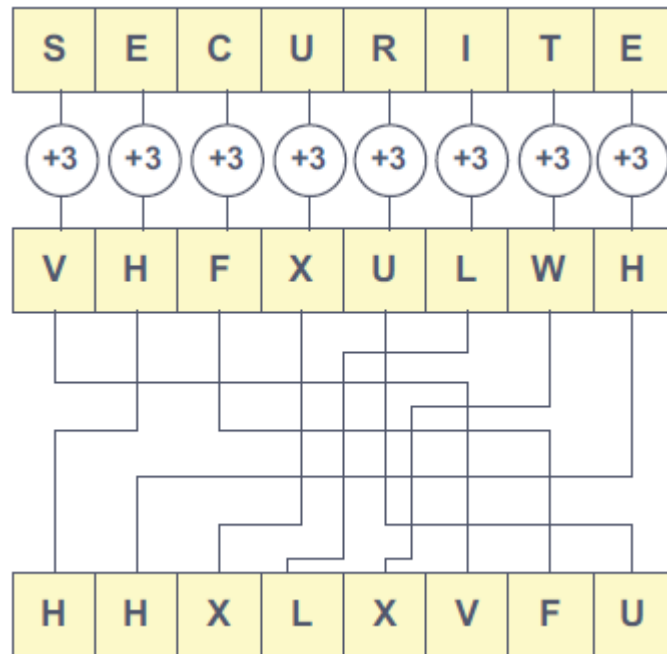 S E C U R I T E
+3 +3 +3 +3 +3 +3 +3 +3
V H F X U L W H
H H X L X V F U